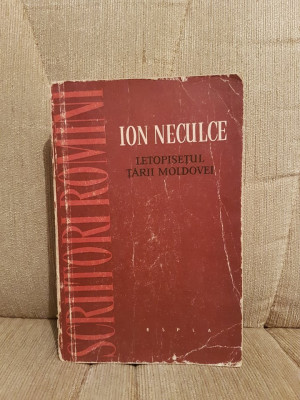 SCRIITORI ROMÎNI
ION NECULCE
LETOPISEȚUL
ȚĂRII MOLDOVEI
ESPLA